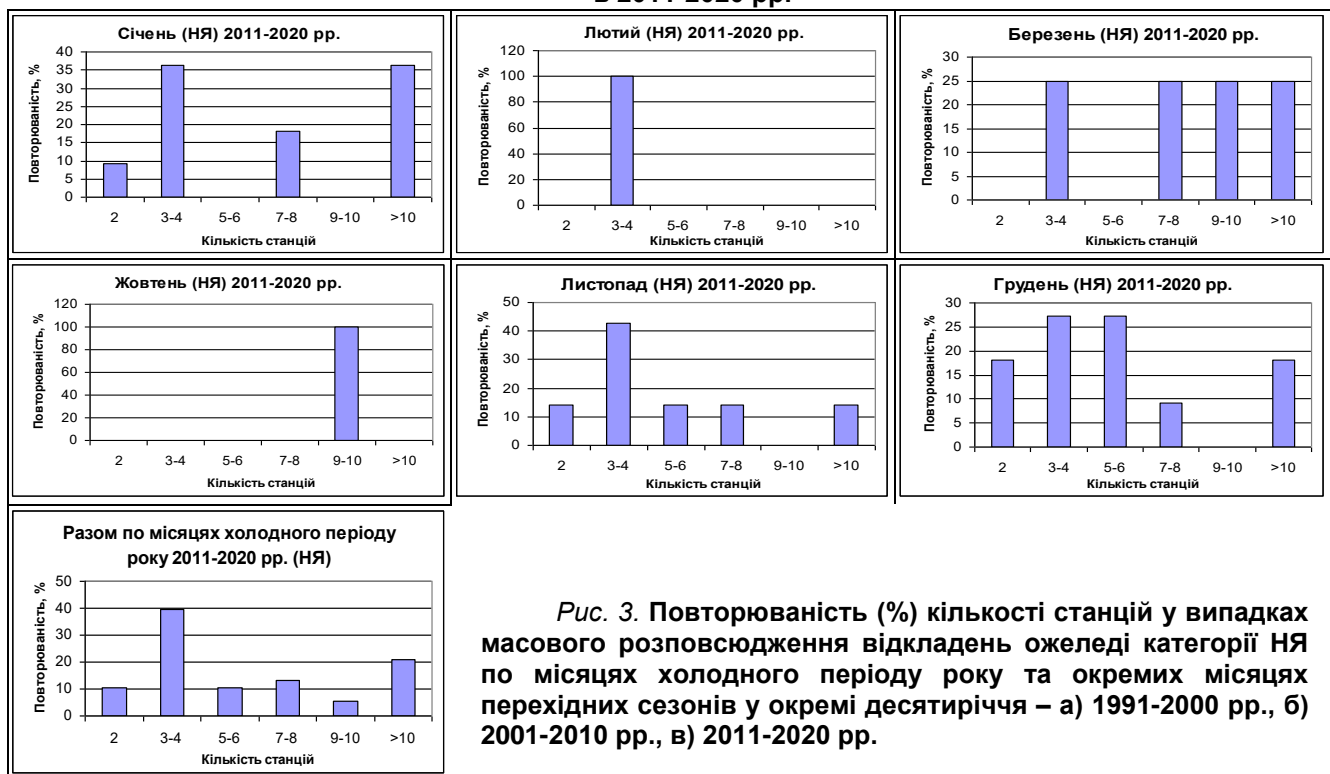 в 2011-2020 рр.
Січень (НЯ) 2011-2020 рр.
Повторюваність, %
40
35
30
25
20
15
10
5
0
2 3-4 5-6 7-8 9-10 >10
Кількість станцій
Лютий (НЯ) 2011-2020 рр.
Повторюваність, %
120
100
80
60
40
20
0
2 3-4 5-6 7-8 9-10 >10
Кількість станцій
Березень (НЯ) 2011-2020 рр.
Повторюваність, %
30
25
20
15
10
5
0
2 3-4 5-6 7-8 9-10 >10
Кількість станцій
Жовтень (НЯ) 2011-2020 рр.
Повторюваність, %
120
100
80
60
40
20
0
2 3-4 5-6 7-8 9-10 >10
Кількість станцій
Листопад (НЯ) 2011-2020 рр.
Повторюваність, %
50
40
30
20
10
0
2 3-4 5-6 7-8 9-10 >10
Кількість станцій
Грудень (НЯ) 2011-2020 рр.
Повторюваність, %
30
25
20
15
10
5
0
2 3-4 5-6 7-8 9-10 >10
Кількість станцій
Разом по місяцях холодного періоду
року 2011-2020 рр. (НЯ)
Повторюваність, %
50
40
30
20
10
0
2 3-4 5-6 7-8 9-10 >10
Кількість станцій
Рис. 3. Повторюваність (%) кількості станцій у випадках
масового розповсюдження відкладень ожеледі категорії НЯ
по місяцях холодного періоду року та окремих місяцях
перехідних сезонів у окремі десятиріччя – а) 1991-2000 рр., б)
2001-2010 рр., в) 2011-2020 рр.